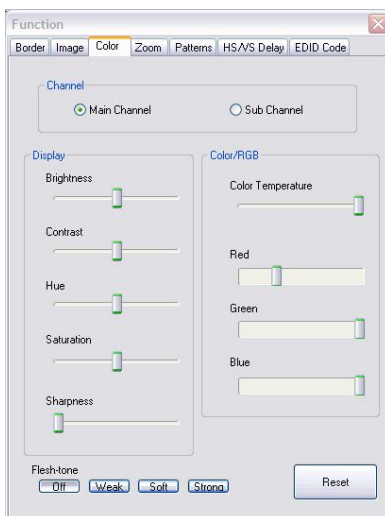 Function
Border Image Color Zoom Patterns HS/VS Delay EDID Code
Channel
Main Channel Sub Channel
Display
Brightness
Contrast
Hue
Saturation
Sharpness
Color/RGB
Color Temperature
Red
Green
Blue
Flesh-tone
Off Weak Soft Strong
Reset